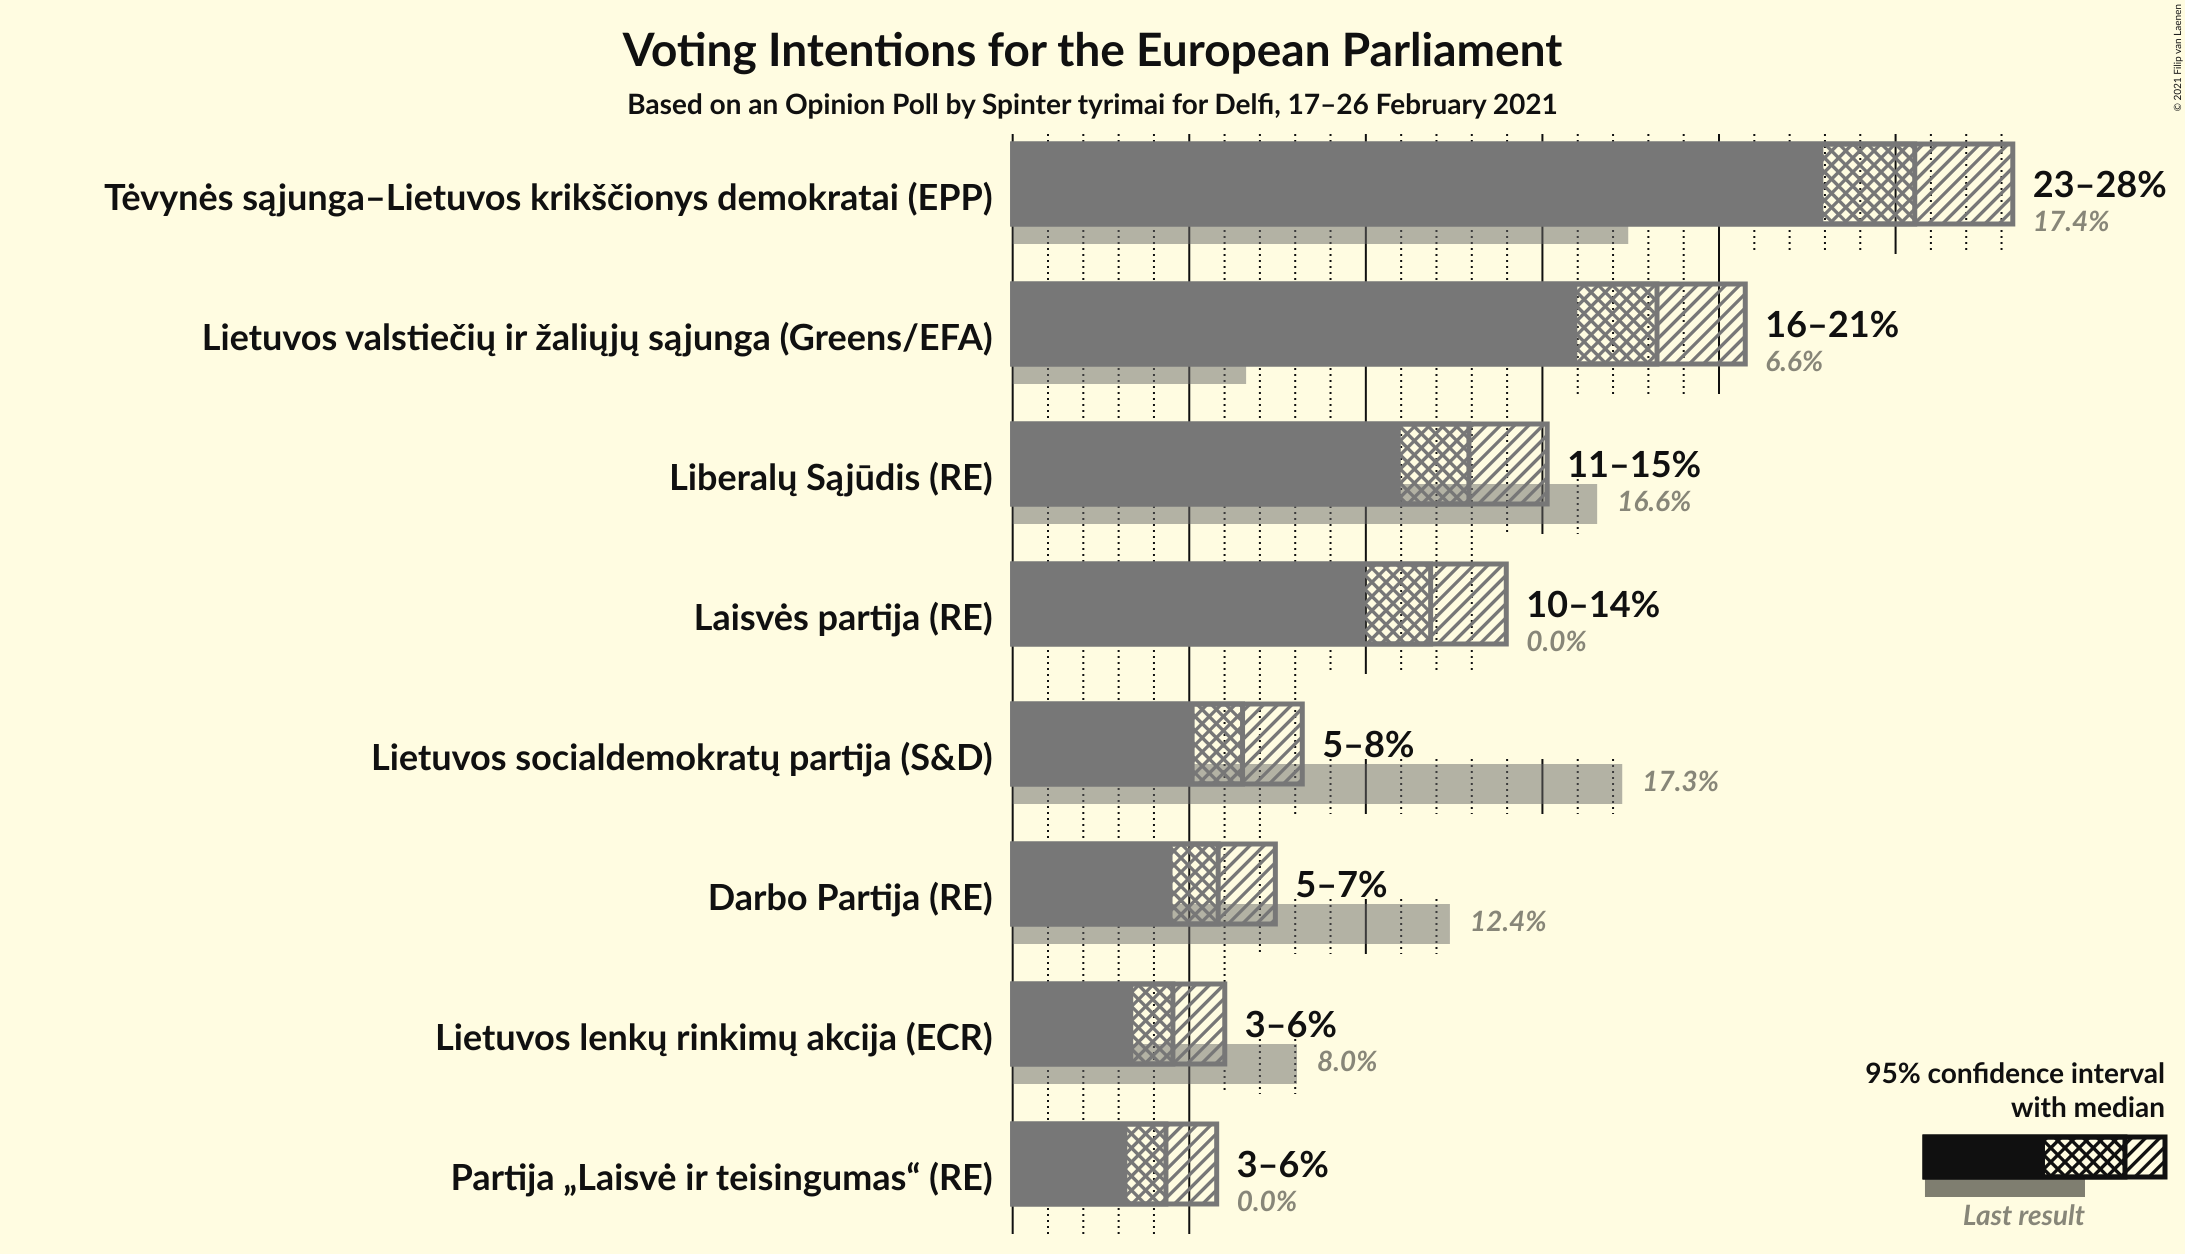 Voting Intentions for the European Parliament
Based on an Opinion Poll by Spinter tyrimai for Delfi, 17–26 February 2021
© 2021 Filip van Laenen
Tėvynės sąjunga–Lietuvos krikščionys demokratai (EPP)
23–28%
17.4%
Lietuvos valstiečių ir žaliųjų sąjunga (Greens/EFA)
16–21%
6.6%
Liberalų Sąjūdis (RE)
11–15%
16.6%
Laisvės partija (RE)
10–14%
0.0%
Lietuvos socialdemokratų partija (S&D)
5–8%
17.3%
Darbo Partija (RE)
5–7%
12.4%
Lietuvos lenkų rinkimų akcija (ECR)
3–6%
8.0%
Partija „Laisvė ir teisingumas“ (RE)
3–6%
0.0%
95% confidence interval
with median
Last result